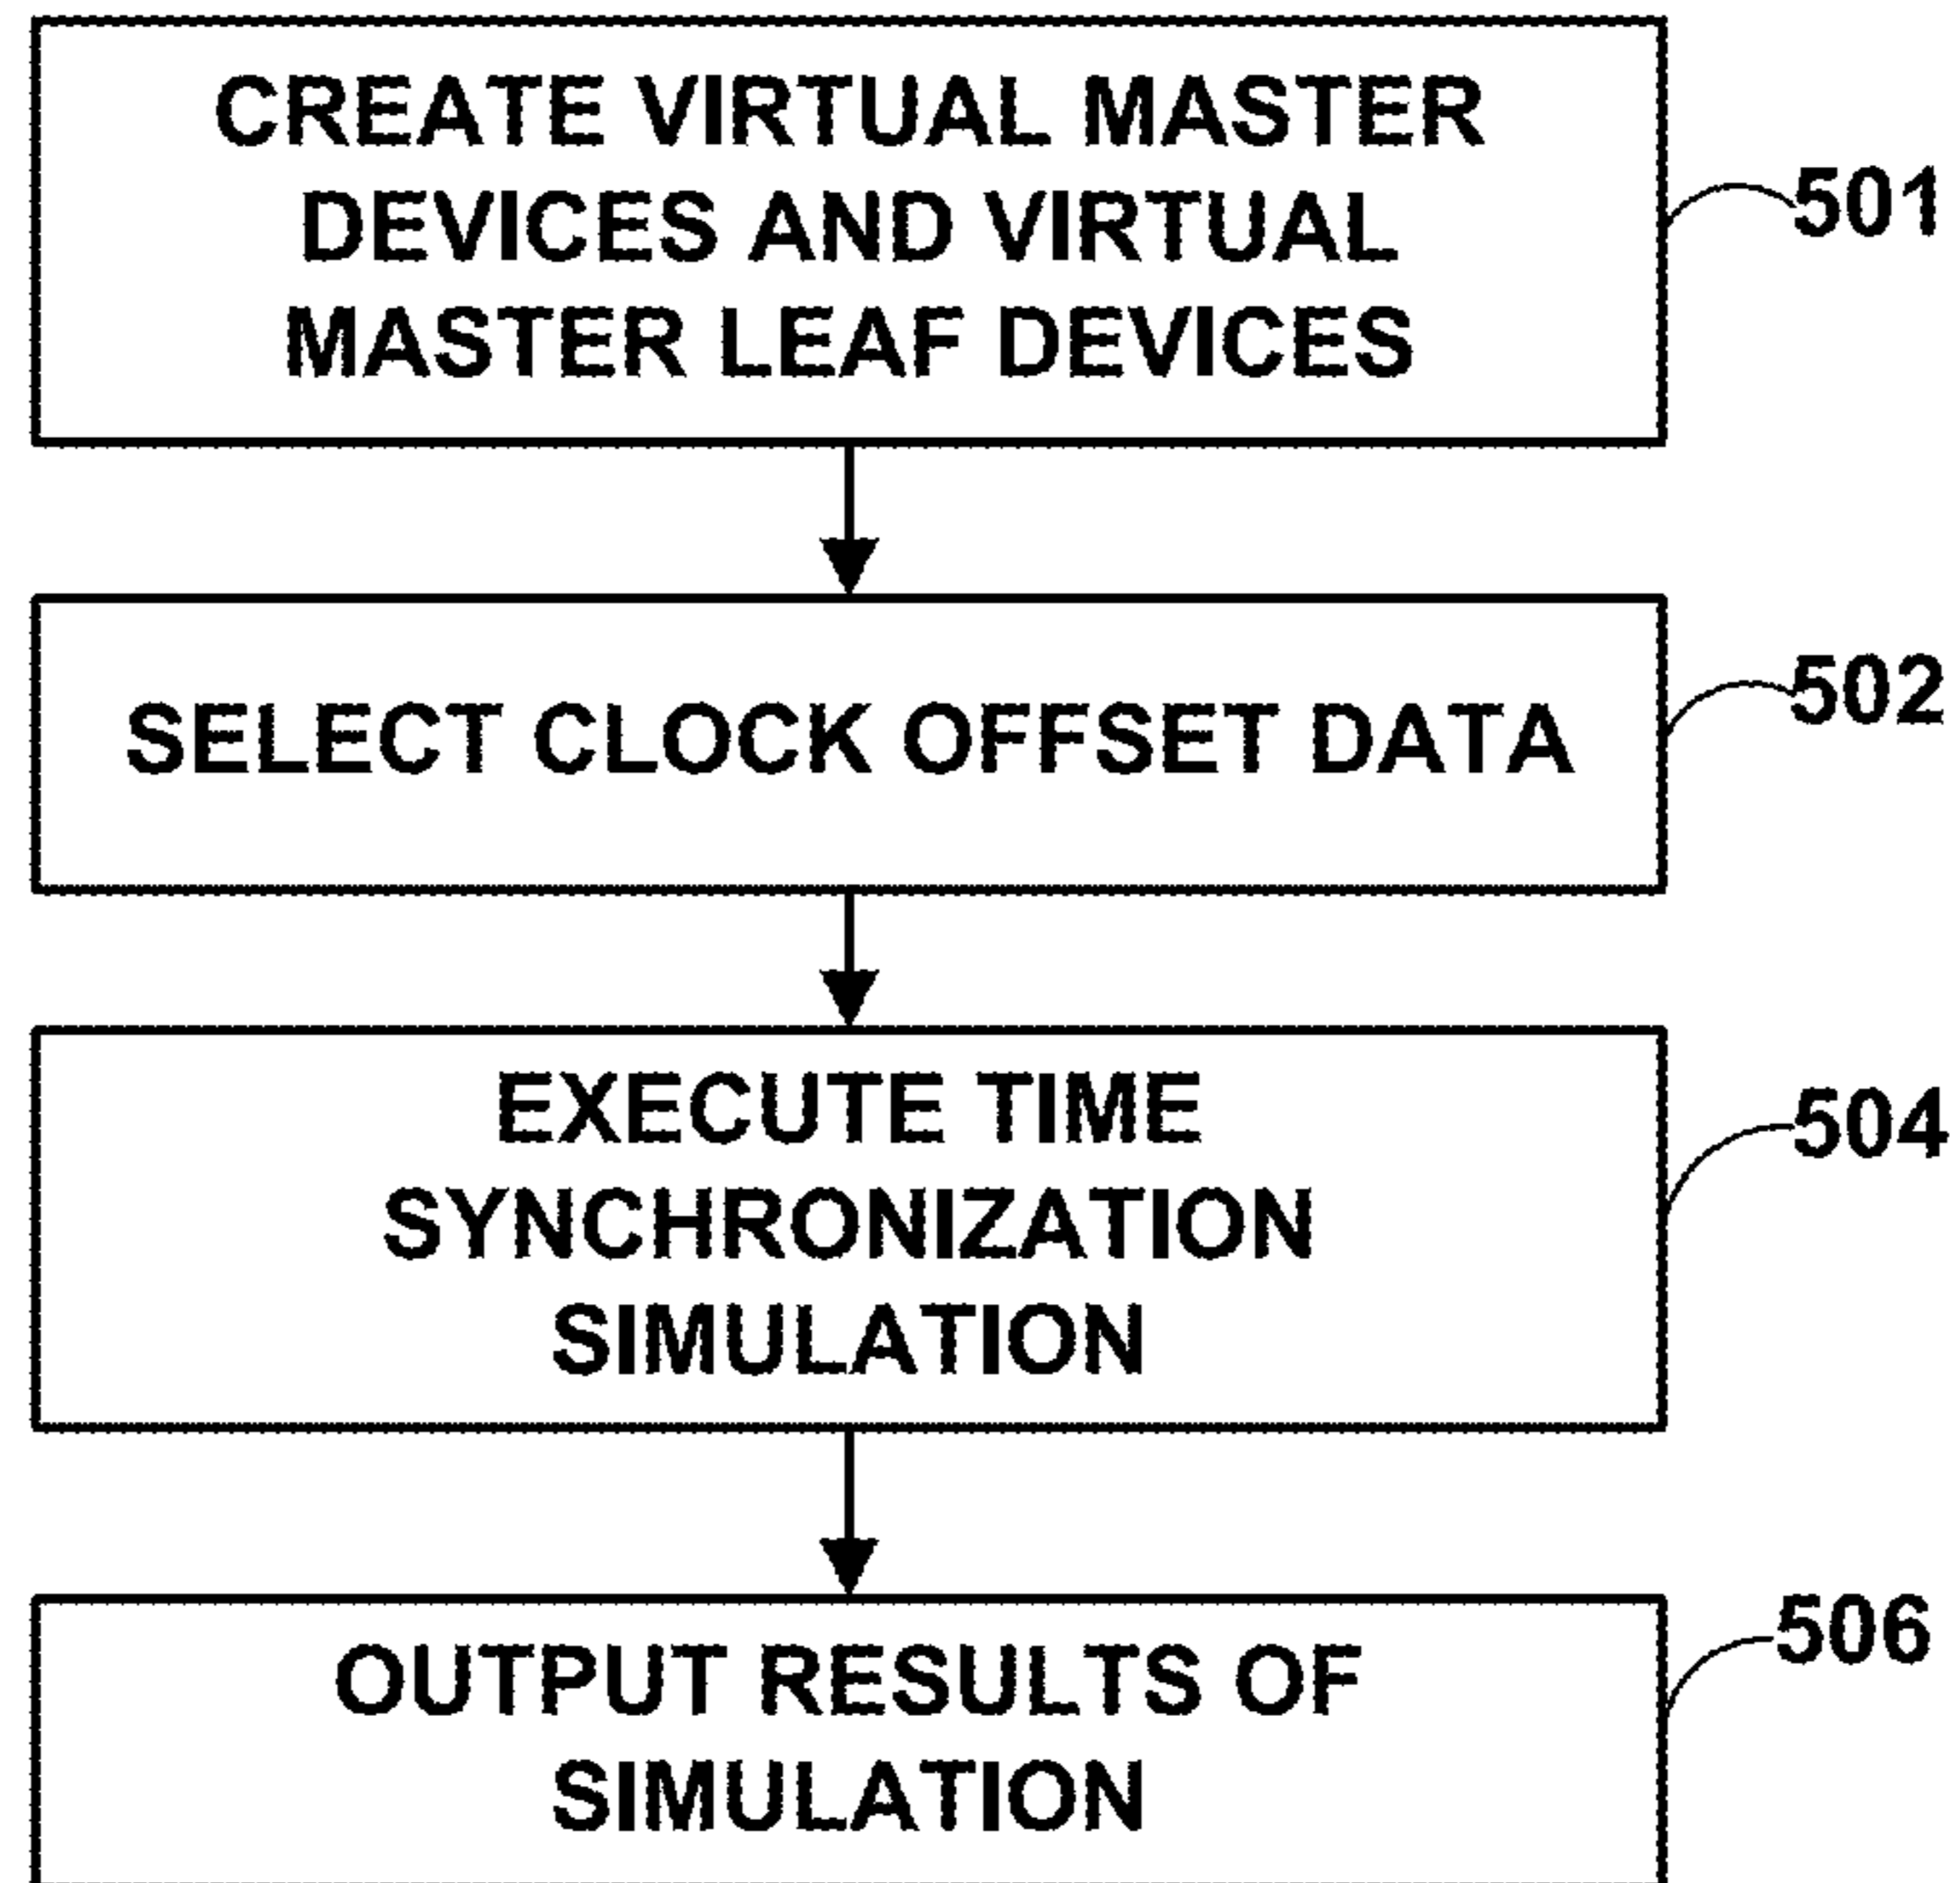 CREATE VIRTUAL MASTER
DEVICES AND VIRTUAL
MASTER LEAF DEVICES
501
SELECT CLOCK OFFSET DATA
502
EXECUTE TIME
SYNCHRONIZATION
SIMULATION
504
OUTPUT RESULTS OF
SIMULATION
506